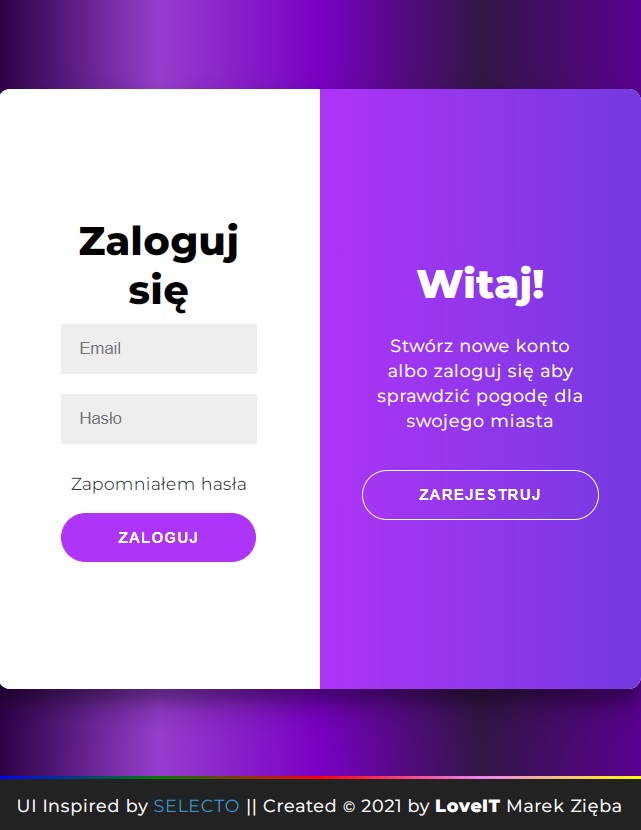 Zaloguj
się
Email
Hasło
Zapomniałem hasła
ZALOGUJ
Witaj!
Stwórz nowe konto
albo zaloguj się aby
sprawdzić pogodę dla
swojego miasta
ZAREJESTRUJ
UI Inspired by SELECTO || Created © 2021 by LoveIT Marek Zięba